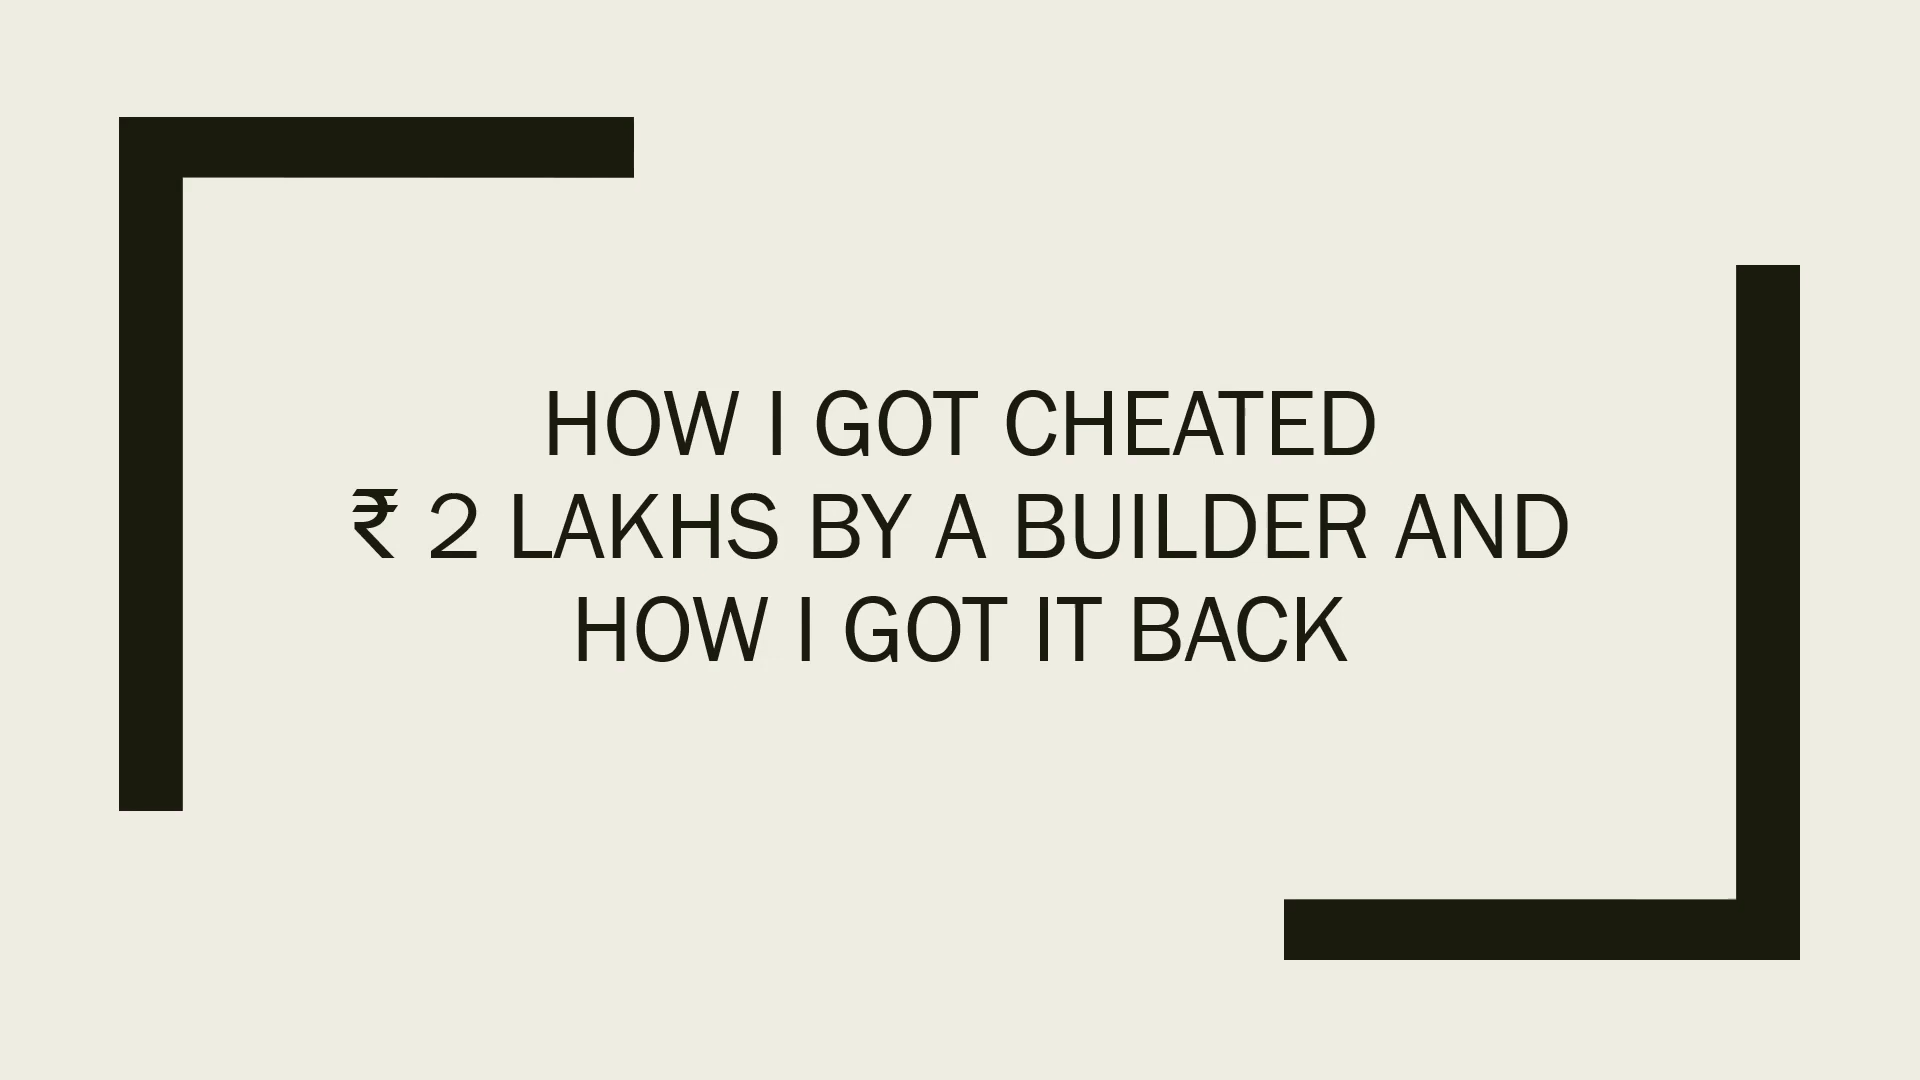 HOW I GOT CHEATED
₹ 2 LAKHS BY A BUILDER AND
HOW I GOT IT BACK